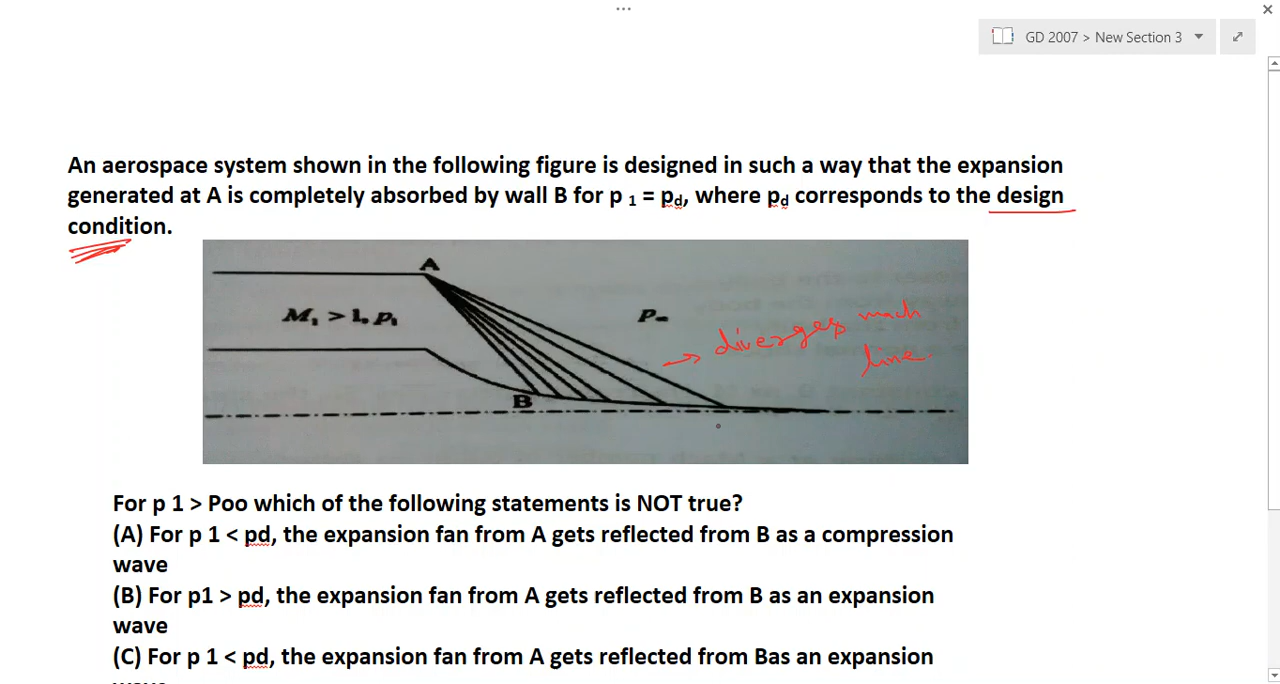 ...
GD 2007 > New Section 3
An aerospace system shown in the following figure is designed in such a way that the expansion
generated at A is completely absorbed by wall B for p 1 = pd, where pd corresponds to the design
condition.
A
M1 > 1, p1
P∞
diverges mach
line
B
For p 1 > Poo which of the following statements is NOT true?
(A) For p 1 < pd, the expansion fan from A gets reflected from B as a compression
wave
(B) For p1 > pd, the expansion fan from A gets reflected from B as an expansion
wave
(C) For p 1 < pd, the expansion fan from A gets reflected from Bas an expansion